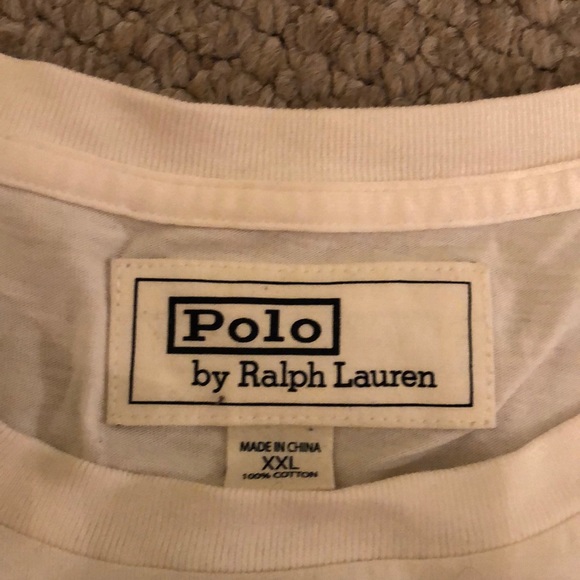 Polo
by Ralph Lauren
MADE IN CHINA
XXL
100% COTTON